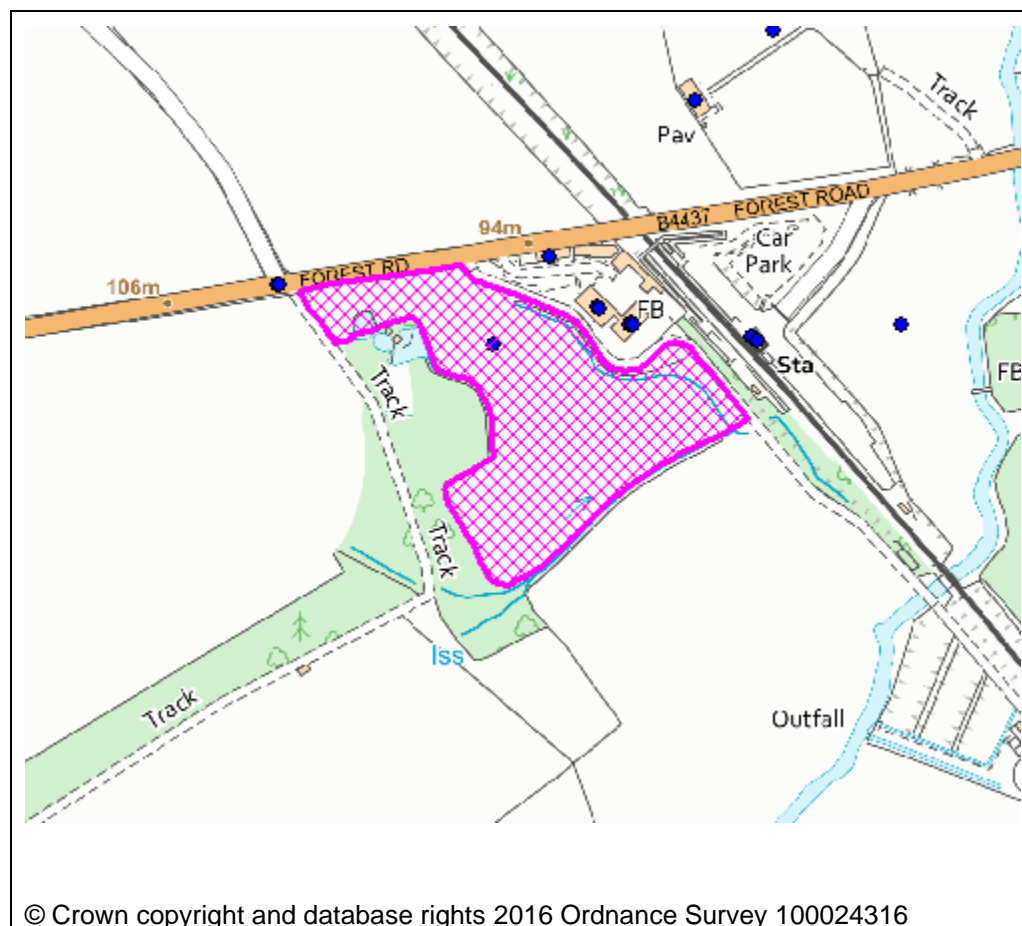 Track
Pav
B4437 FOREST ROAD
94m
Car
Park
FOREST RD
106m
FB
Sta
FB
Track
Track
Iss
Track
Outfall
© Crown copyright and database rights 2016 Ordnance Survey 100024316